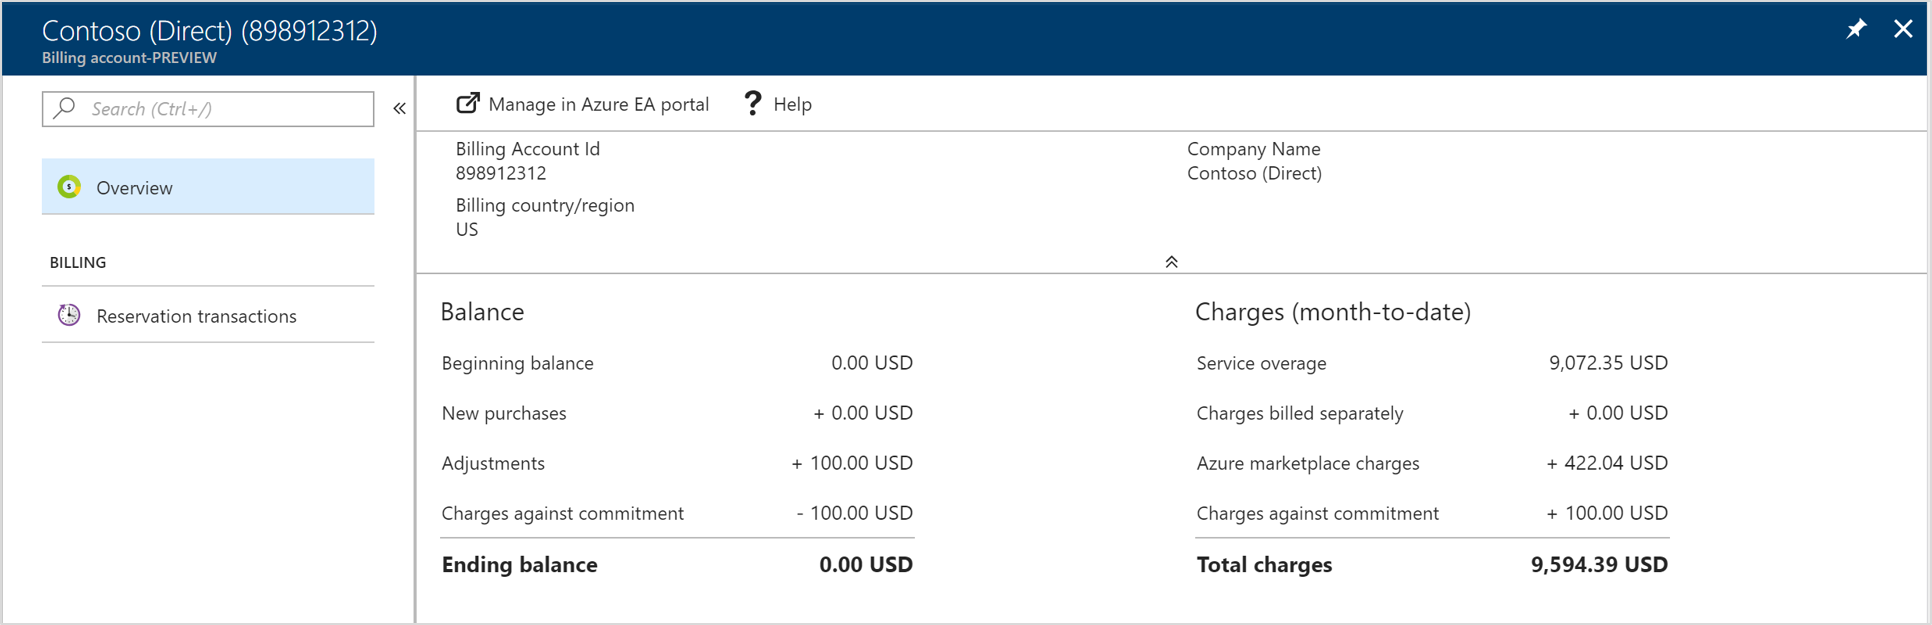 Contoso (Direct) (898912312)
Billing account-PREVIEW
Search (Ctrl+/)
Overview
BILLING
Reservation transactions
Manage in Azure EA portal
? Help
Billing Account Id
898912312
Billing country/region
US
Company Name
Contoso (Direct)
Balance
Beginning balance 0.00 USD
New purchases + 0.00 USD
Adjustments + 100.00 USD
Charges against commitment - 100.00 USD
Ending balance 0.00 USD
Charges (month-to-date)
Service overage 9,072.35 USD
Charges billed separately + 0.00 USD
Azure marketplace charges + 422.04 USD
Charges against commitment + 100.00 USD
Total charges 9,594.39 USD